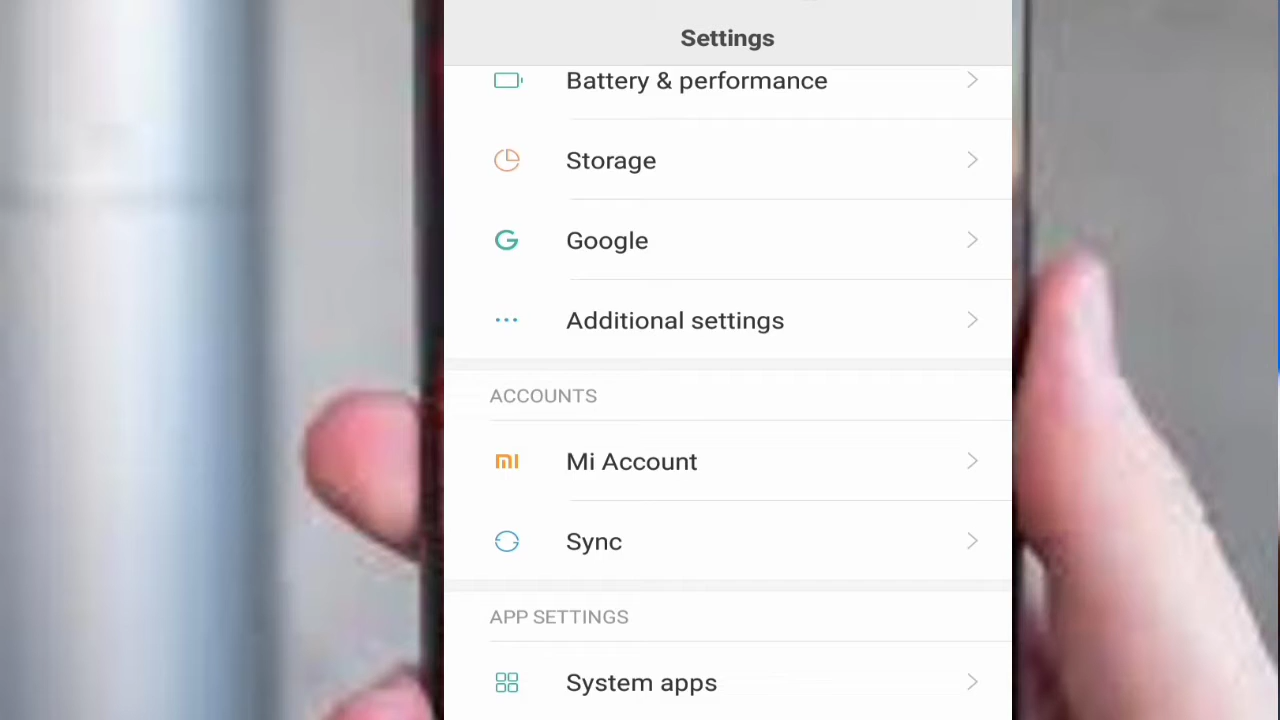 Settings
Battery & performance
Storage
Google
Additional settings
ACCOUNTS
Mi Account
Sync
APP SETTINGS
System apps